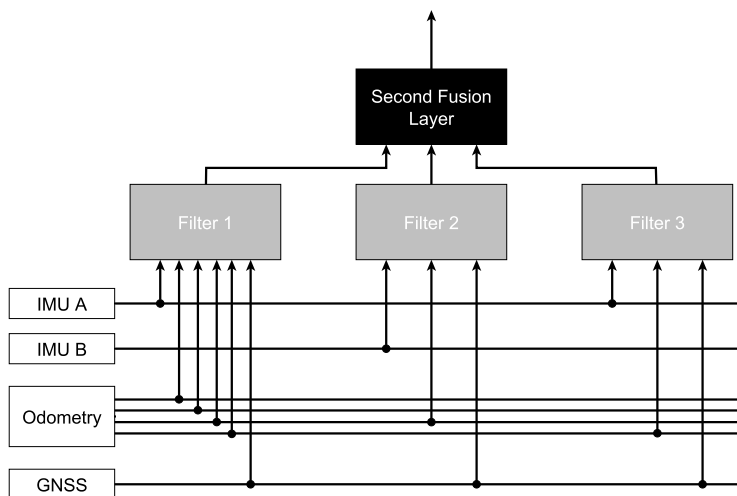 Second Fusion
Layer
Filter 1
Filter 2
Filter 3
IMU A
IMU B
Odometry
GNSS